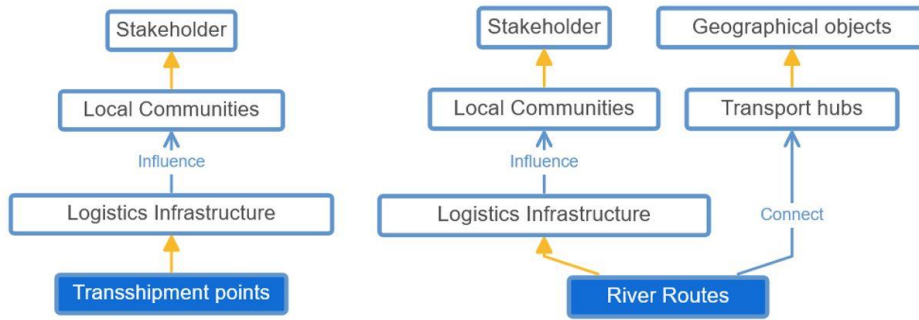 Stakeholder
Local Communities
Influence
Logistics Infrastructure
Transshipment points
Stakeholder
Geographical objects
Local Communities
Transport hubs
Influence
Logistics Infrastructure
Connect
River Routes